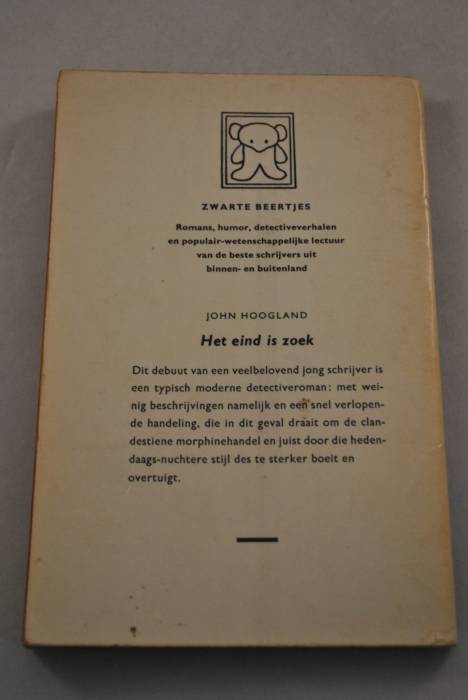 ZWARTE BEERTJES
Romans, humor, detectiveverhalen
en populair-wetenschappelijke lectuur
van de beste schrijvers uit
binnen- en buitenland
JOHN HOOGLAND
Het eind is zoek
Dit debuut van een veelbelovend jong schrijver is
een typisch moderne detectiveroman: met wei-
nig beschrijvingen namelijk en een snel verlopen-
de handeling, die in dit geval draait om de clan-
destiene morphinehandel en juist door die heden-
daags-nuchtere stijl des te sterker boeit en
overtuigt.